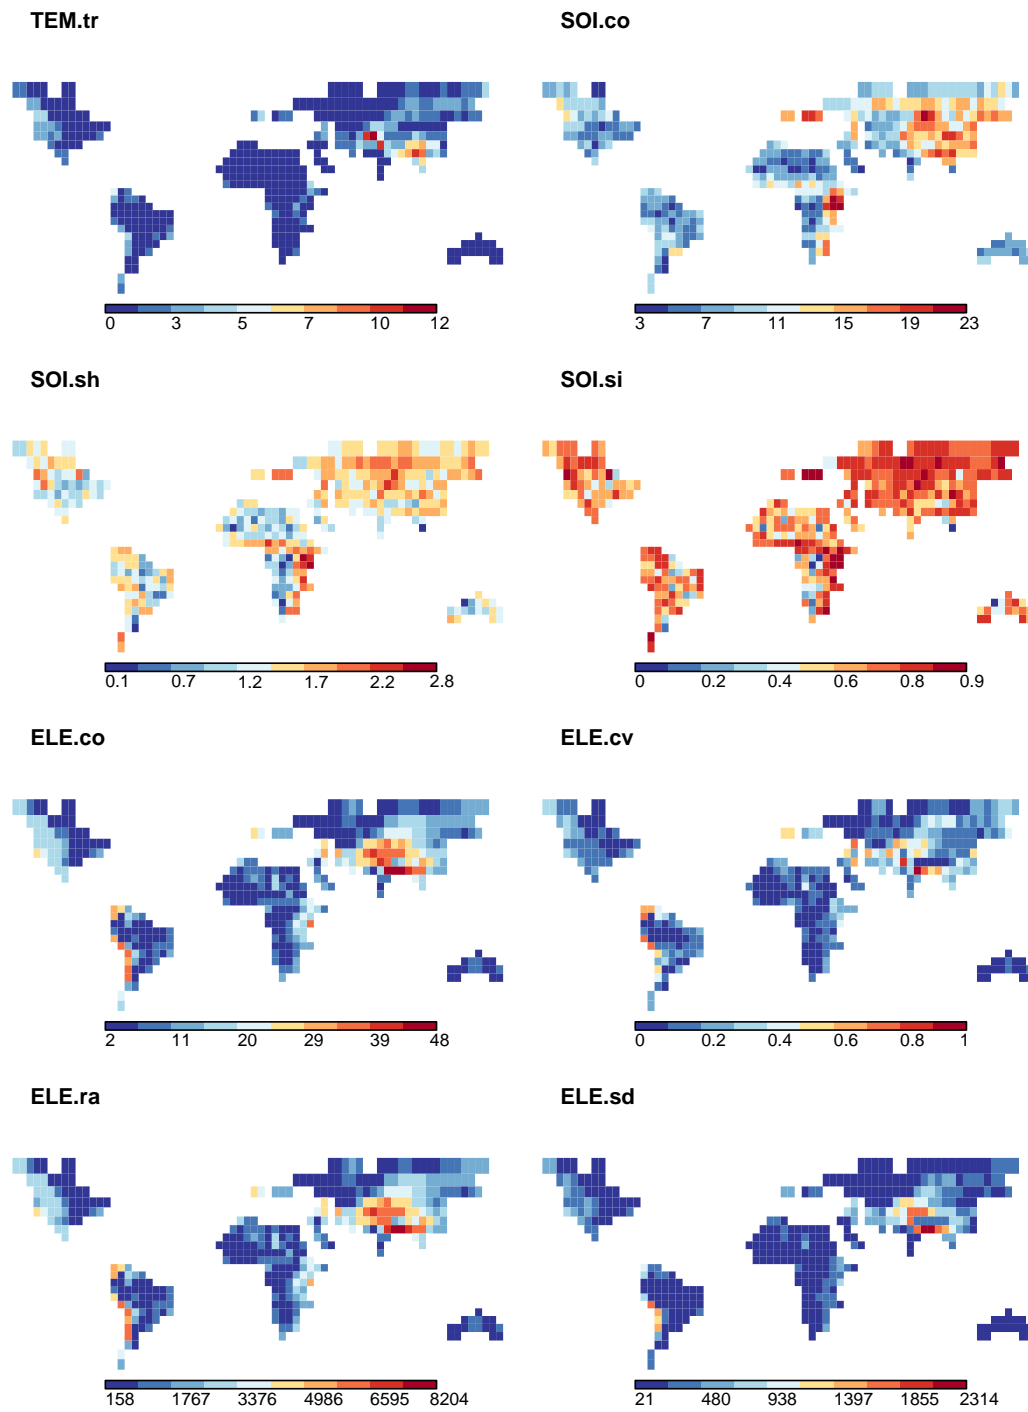 TEM.tr
SOI.co
0 3 5 7 10 12
3 7 11 15 19 23
SOI.sh
SOI.si
0.1 0.7 1.2 1.7 2.2 2.8
0 0.2 0.4 0.6 0.8 0.9
ELE.co
ELE.cv
2 11 20 29 39 48
0 0.2 0.4 0.6 0.8 1
ELE.ra
ELE.sd
158 1767 3376 4986 6595 8204
21 480 938 1397 1855 2314